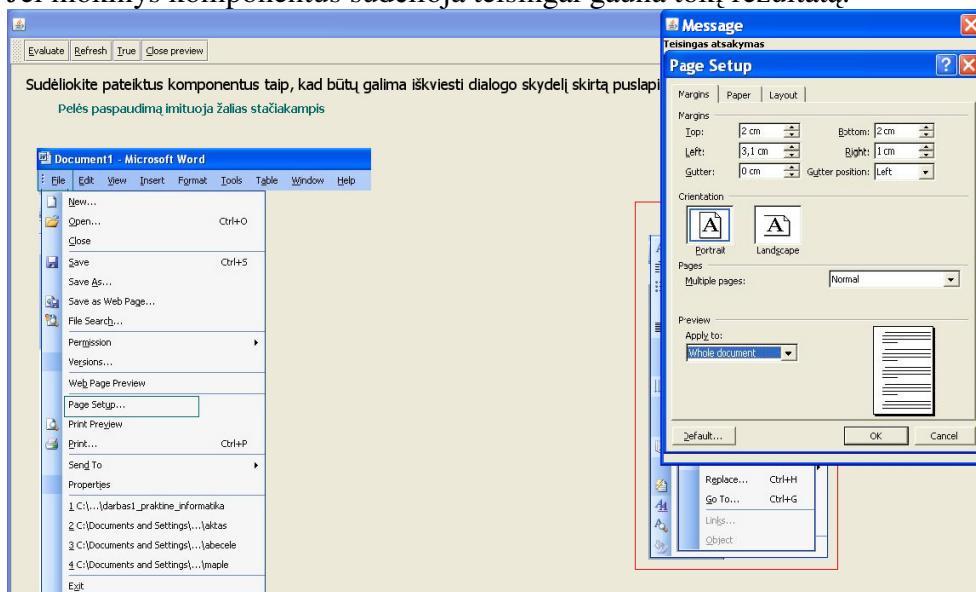 Jei mokinys komponentus sudėlioja teisingai gauna tokį rezultatą:
Evaluate Refresh True Close preview
Sudėliokite pateiktus komponentus taip, kad būtų galima iškviesti dialogo skydelį skirtą puslapi
Pelės paspaudimą imituoja žalias stačiakampis
Document1 - Microsoft Word
File Edit View Insert Format Tools Table Window Help
New...
Open... Ctrl+O
Close
Save Ctrl+S
Save As...
Save as Web Page...
File Search...
Permission
Versions...
Web Page Preview
Page Setup...
Print Preview
Print... Ctrl+P
Send To
Properties
1 C:\...\darbas1_praktine_informatika
2 C:\Documents and Settings\...\aktas
3 C:\Documents and Settings\...\abecele
4 C:\Documents and Settings\...\maple
Exit
Message
Teisingas atsakymas
Page Setup
Margins Paper Layout
Margins
Top: 2 cm Bottom: 2 cm
Left: 3,1 cm Right: 1 cm
Gutter: 0 cm Gutter position: Left
Orientation
Portrait Landscape
Pages
Multiple pages: Normal
Preview
Apply to:
Whole document
Default... OK Cancel
Replace... Ctrl+H
Go To... Ctrl+G
Links...
Object